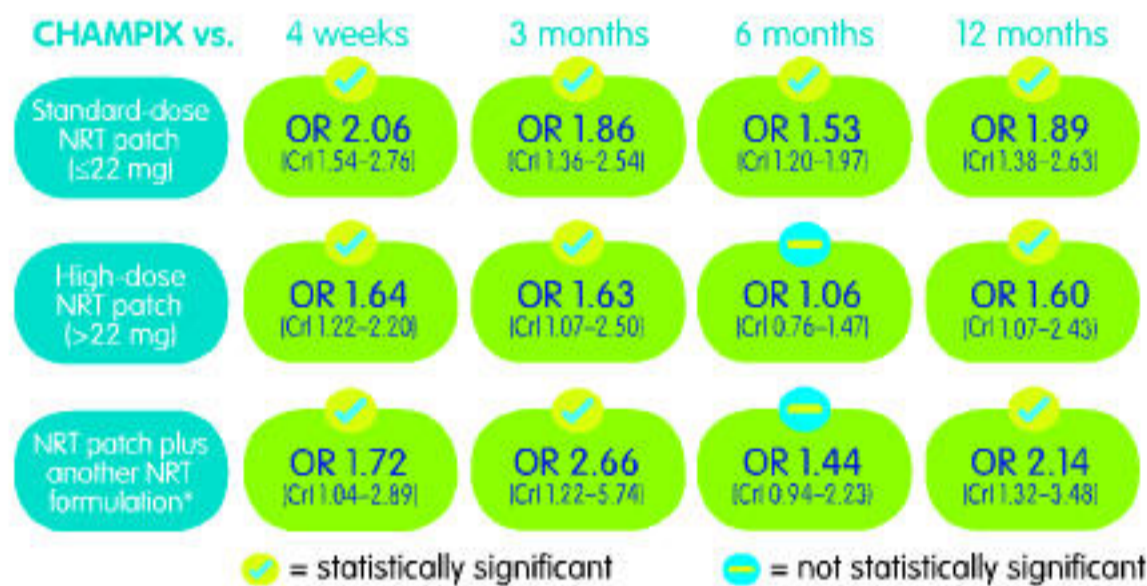 CHAMPIX vs. 4 weeks 3 months 6 months 12 months
Standard-dose
NRT patch
(≤22 mg)
OR 2.06
(CrI 1.54–2.76)
OR 1.86
(CrI 1.36–2.54)
OR 1.53
(CrI 1.20–1.97)
OR 1.89
(CrI 1.38–2.63)
High-dose
NRT patch
(>22 mg)
OR 1.64
(CrI 1.22–2.20)
OR 1.63
(CrI 1.07–2.50)
OR 1.06
(CrI 0.76–1.47)
OR 1.60
(CrI 1.07–2.43)
NRT patch plus
another NRT
formulation*
OR 1.72
(CrI 1.04–2.89)
OR 2.66
(CrI 1.22–5.74)
OR 1.44
(CrI 0.94–2.23)
OR 2.14
(CrI 1.32–3.48)
= statistically significant = not statistically significant